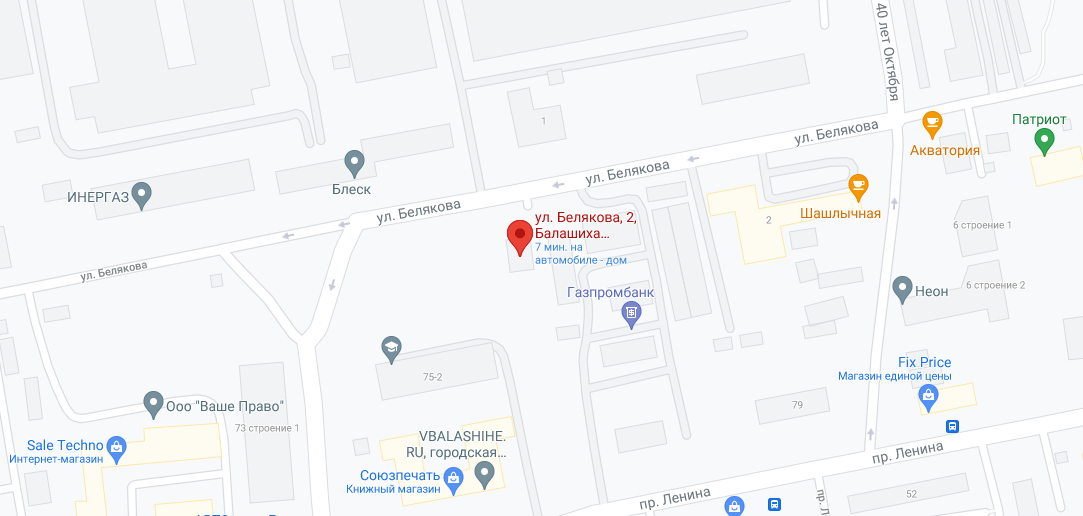 40 лет Октября
Патриот
ул. Белякова
1
Акватория
ул. Белякова
Блеск
ИНЕРГАЗ
Шашлычная
ул. Белякова
2
6 строение 1
ул. Белякова, 2,
Балашиха...
7 мин. на
автомобиле - дом
ул. Белякова
6 строение 2
Газпромбанк
Неон
Fix Price
Магазин единой цены
75-2
Ооо "Ваше Право"
79
73 строение 1
VBALASHIHE.
RU, городская...
Sale Techno
Интернет-магазин
пр. Ленина
Союзпечать
Книжный магазин
пр. Ленина
52